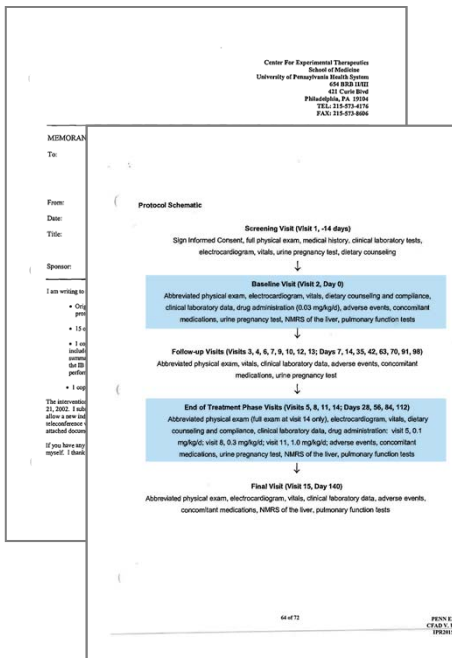 Center For Experimental Therapeutics
School of Medicine
University of Pennsylvania Health System
654 BRB II/III
421 Curie Blvd
Philadelphia, PA 19104
TEL: 215-573-4176
FAX: 215-573-8606
MEMORAN
To:
From:
Date:
Title:
Sponsor:
I am writing to
• Orig
prot
• 15 c
• 1 co
includ
summa
the IB
perfor
• 1 cop
The interventio
21, 2002. I sub
allow a new ind
teleconference
attached docum
If you have any
myself. I thank
Protocol Schematic
Screening Visit (Visit 1, -14 days)
Sign Informed Consent, full physical exam, medical history, clinical laboratory tests,
electrocardiogram, vitals, urine pregnancy test, dietary counseling
↓
Baseline Visit (Visit 2, Day 0)
Abbreviated physical exam, electrocardiogram, vitals, dietary counseling and compliance,
clinical laboratory data, drug administration (0.03 mg/kg/d), adverse events, concomitant
medications, urine pregnancy test, NMRS of the liver, pulmonary function tests
↓
Follow-up Visits (Visits 3, 4, 6, 7, 9, 10, 12, 13; Days 7, 14, 35, 42, 63, 70, 91, 98)
Abbreviated physical exam, vitals, clinical laboratory data, adverse events, concomitant
medications, urine pregnancy test
↓
End of Treatment Phase Visits (Visits 5, 8, 11, 14; Days 28, 56, 84, 112)
Abbreviated physical exam (full exam at visit 14 only), electrocardiogram, vitals, dietary
counseling and compliance, clinical laboratory data, drug administration: visit 5, 0.1
mg/kg/d; visit 8, 0.3 mg/kg/d; visit 11, 1.0 mg/kg/d; adverse events, concomitant
medications, urine pregnancy test, NMRS of the liver, pulmonary function tests
↓
Final Visit (Visit 15, Day 140)
Abbreviated physical exam, electrocardiogram, vitals, clinical laboratory data, adverse events,
concomitant medications, NMRS of the liver, pulmonary function tests
64 of 72
PENN E
CFAD V.
IPR201